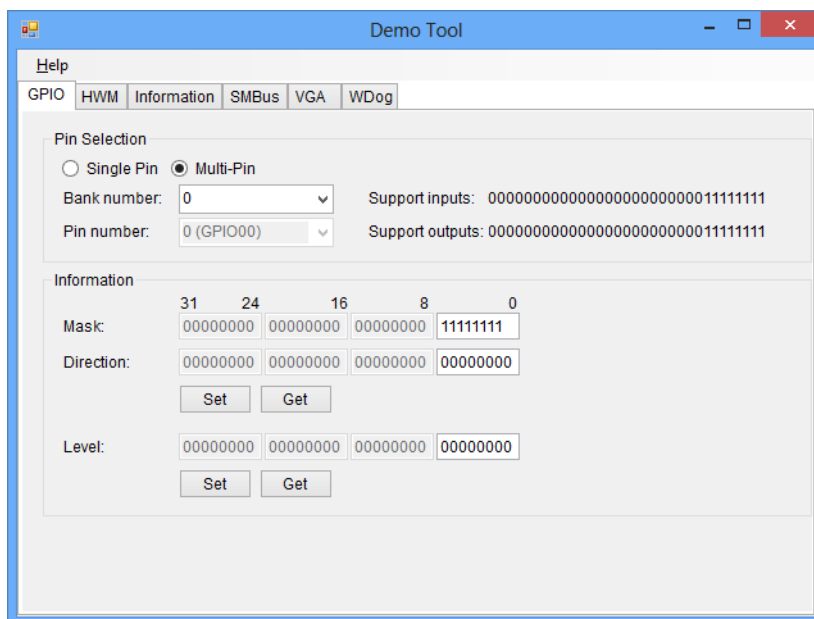 Demo Tool
Help
GPIO HWM Information SMBus VGA WDog
Pin Selection
Single Pin Multi-Pin
Bank number: 0 Support inputs: 00000000000000000000000011111111
Pin number: 0 (GPIO00) Support outputs: 00000000000000000000000011111111
Information
31 24 16 8 0
Mask: 00000000 00000000 00000000 11111111
Direction: 00000000 00000000 00000000 00000000
Set Get
Level: 00000000 00000000 00000000 00000000
Set Get